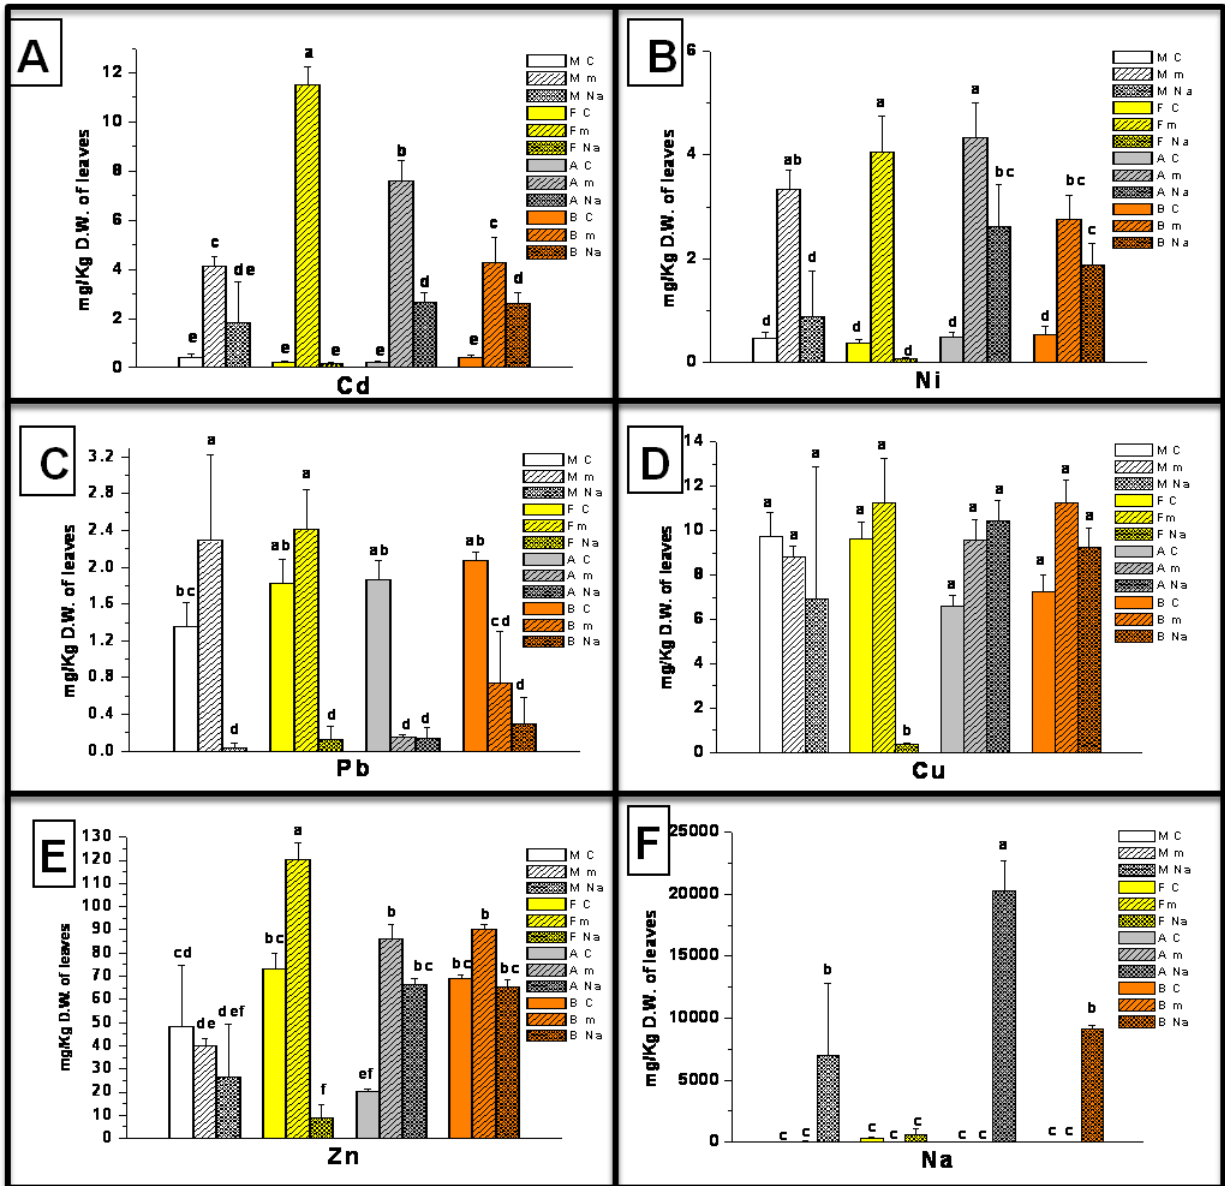 A
mg/Kg D.W. of leaves
12
10
8
6
4
2
0
e
c
de
e
a
e
e
b
d
e
c
d
Cd
M C
M m
M Na
F C
F m
F Na
A C
A m
A Na
B C
B m
B Na
B
mg/Kg D.W. of leaves
6
4
2
0
d
ab
d
d
a
d
d
a
bc
d
bc
c
Ni
M C
M m
M Na
F C
F m
F Na
A C
A m
A Na
B C
B m
B Na
C
mg/Kg D.W. of leaves
3.2
2.8
2.4
2.0
1.6
1.2
0.8
0.4
0.0
bc
a
d
ab
a
d
ab
d
d
ab
cd
d
Pb
M C
M m
M Na
F C
F m
F Na
A C
A m
A Na
B C
B m
B Na
D
mg/Kg D.W. of leaves
14
12
10
8
6
4
2
0
a
a
a
a
a
b
a
a
a
a
a
a
Cu
M C
M m
M Na
F C
F m
F Na
A C
A m
A Na
B C
B m
B Na
E
mg/Kg D.W. of leaves
130
120
110
100
90
80
70
60
50
40
30
20
10
0
cd
de
def
bc
a
f
ef
b
bc
bc
b
bc
Zn
M C
M m
M Na
F C
F m
F Na
A C
A m
A Na
B C
B m
B Na
F
mg/Kg D.W. of leaves
25000
20000
15000
10000
5000
0
c
c
b
c
c
c
c
c
a
c
c
b
Na
M C
M m
M Na
F C
F m
F Na
A C
A m
A Na
B C
B m
B Na